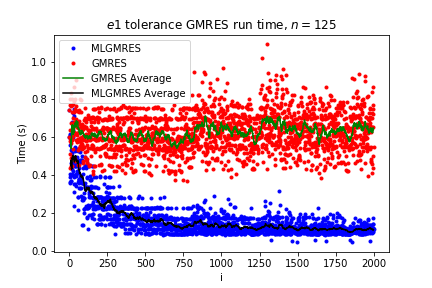 e1 tolerance GMRES run time, n = 125
MLGMRES
GMRES
GMRES Average
MLGMRES Average
Time (s)
1.0
0.8
0.6
0.4
0.2
0.0
0 250 500 750 1000 1250 1500 1750 2000
i